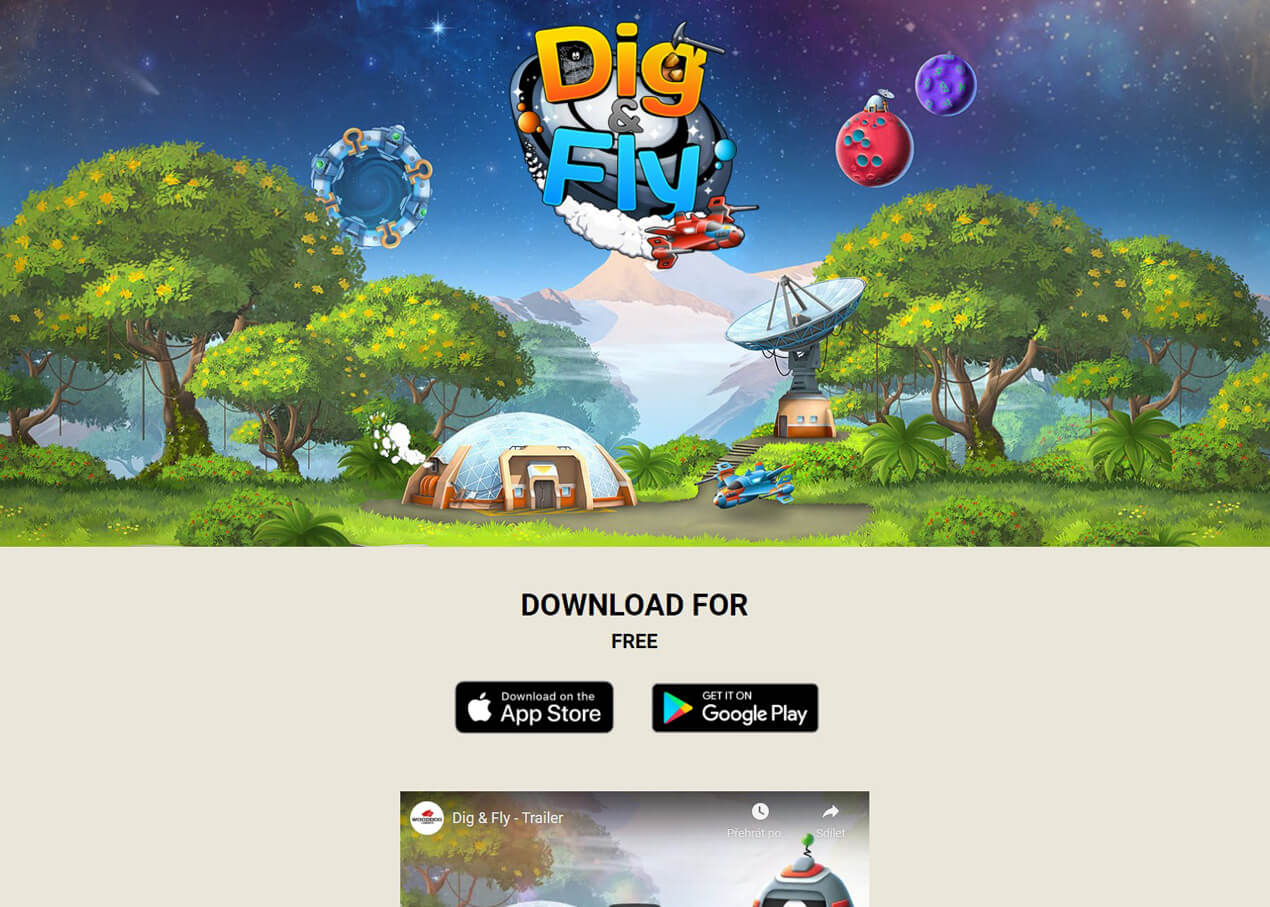 Dig
&
Fly
DOWNLOAD FOR
FREE
Download on the
App Store
GET IT ON
Google Play
Dig & Fly - Trailer
Přehrát po…
Sdílet